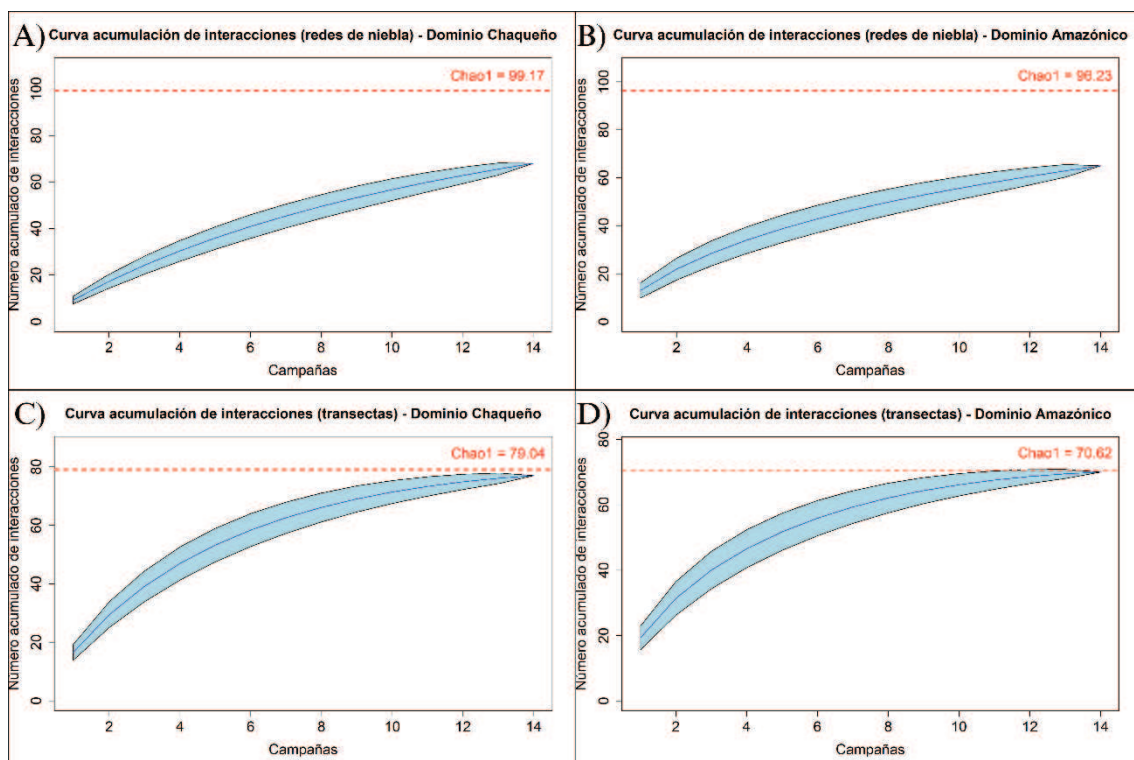 A) Curva acumulación de interacciones (redes de niebla) - Dominio Chaqueño
Chao1 = 99.17
Número acumulado de interacciones
100
80
60
40
20
0
2 4 6 8 10 12 14
Campañas
B) Curva acumulación de interacciones (redes de niebla) - Dominio Amazónico
Chao1 = 96.23
Número acumulado de interacciones
100
80
60
40
20
0
2 4 6 8 10 12 14
Campañas
C) Curva acumulación de interacciones (transectas) - Dominio Chaqueño
Chao1 = 79.04
Número acumulado de interacciones
80
60
40
20
0
2 4 6 8 10 12 14
Campañas
D) Curva acumulación de interacciones (transectas) - Dominio Amazónico
Chao1 = 70.62
Número acumulado de interacciones
80
60
40
20
0
2 4 6 8 10 12 14
Campañas